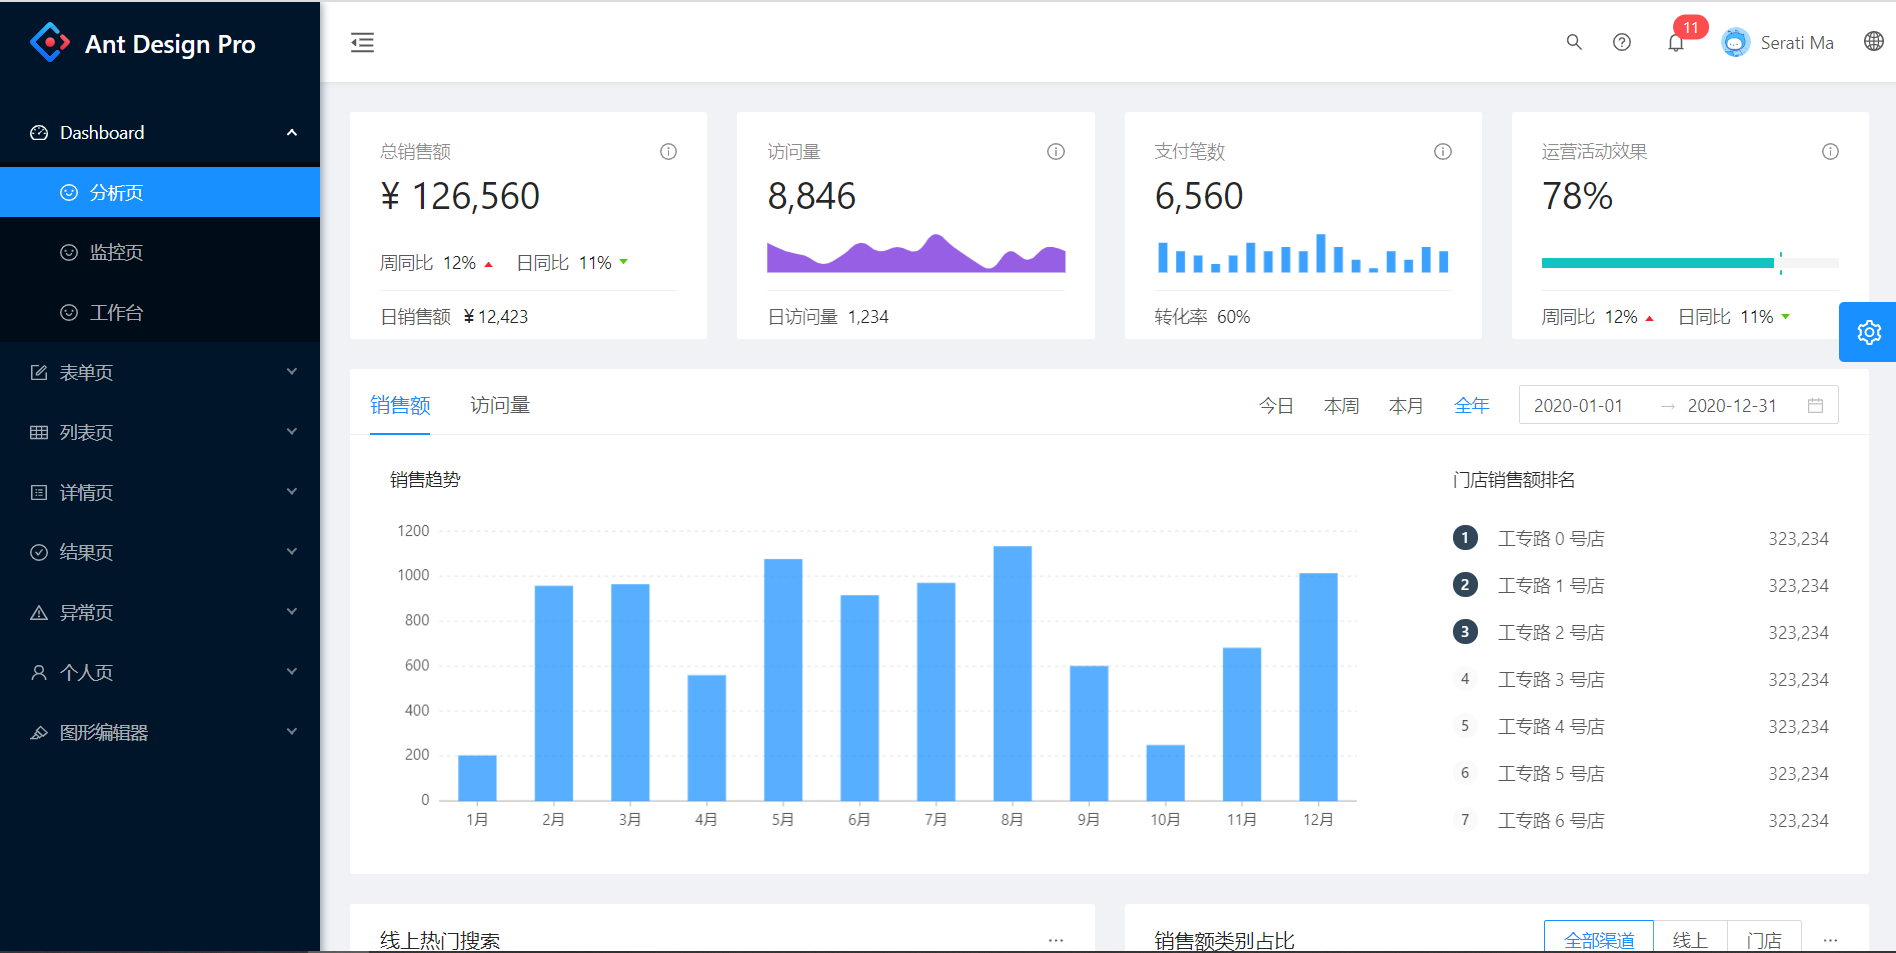 Ant Design Pro
11
Serati Ma
Dashboard
分析页
监控页
工作台
表单页
列表页
详情页
结果页
异常页
个人页
图形编辑器
总销售额
¥ 126,560
周同比 12% 日同比 11%
日销售额 ¥ 12,423
访问量
8,846
日访问量 1,234
支付笔数
6,560
转化率 60%
运营活动效果
78%
周同比 12% 日同比 11%
销售额 访问量
今日 本周 本月 全年 2020-01-01 → 2020-12-31
销售趋势
1200
1000
800
600
400
200
0
1月 2月 3月 4月 5月 6月 7月 8月 9月 10月 11月 12月
门店销售额排名
1 工专路 0 号店 323,234
2 工专路 1 号店 323,234
3 工专路 2 号店 323,234
4 工专路 3 号店 323,234
5 工专路 4 号店 323,234
6 工专路 5 号店 323,234
7 工专路 6 号店 323,234
线上热门搜索 ...
销售额类别占比 全部渠道 线上 门店 ...